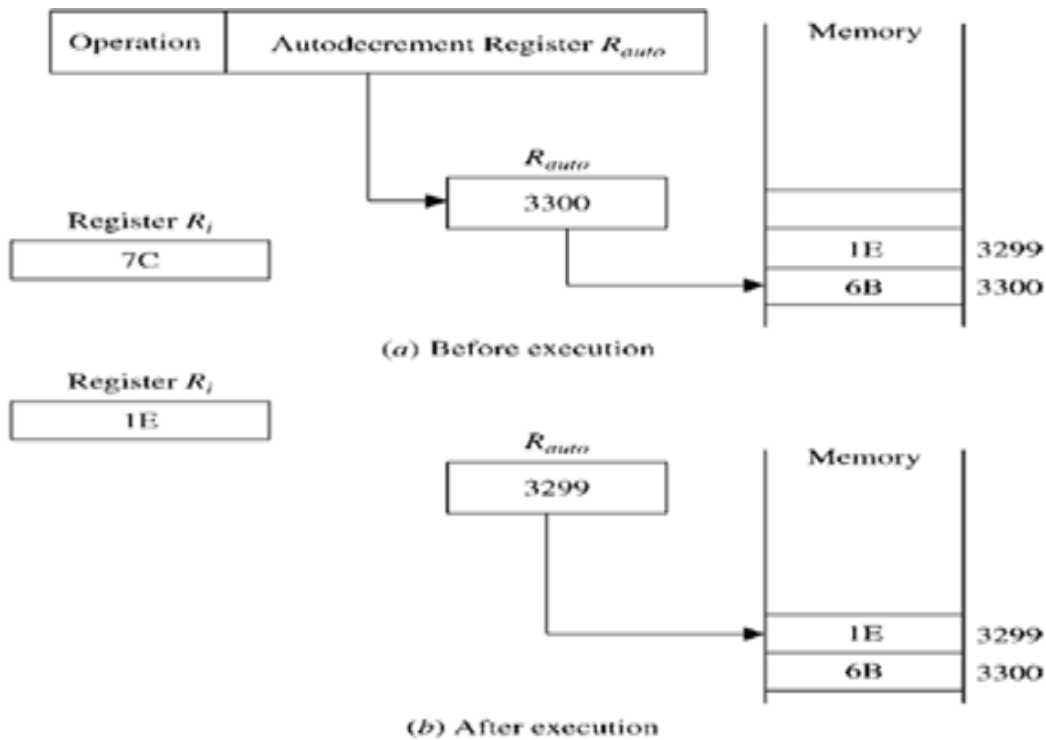 Operation
Autodecrement Register R_auto
Memory
R_auto
3300
Register R_i
7C
1E 3299
6B 3300
(a) Before execution
Register R_i
1E
R_auto
3299
Memory
1E 3299
6B 3300
(b) After execution